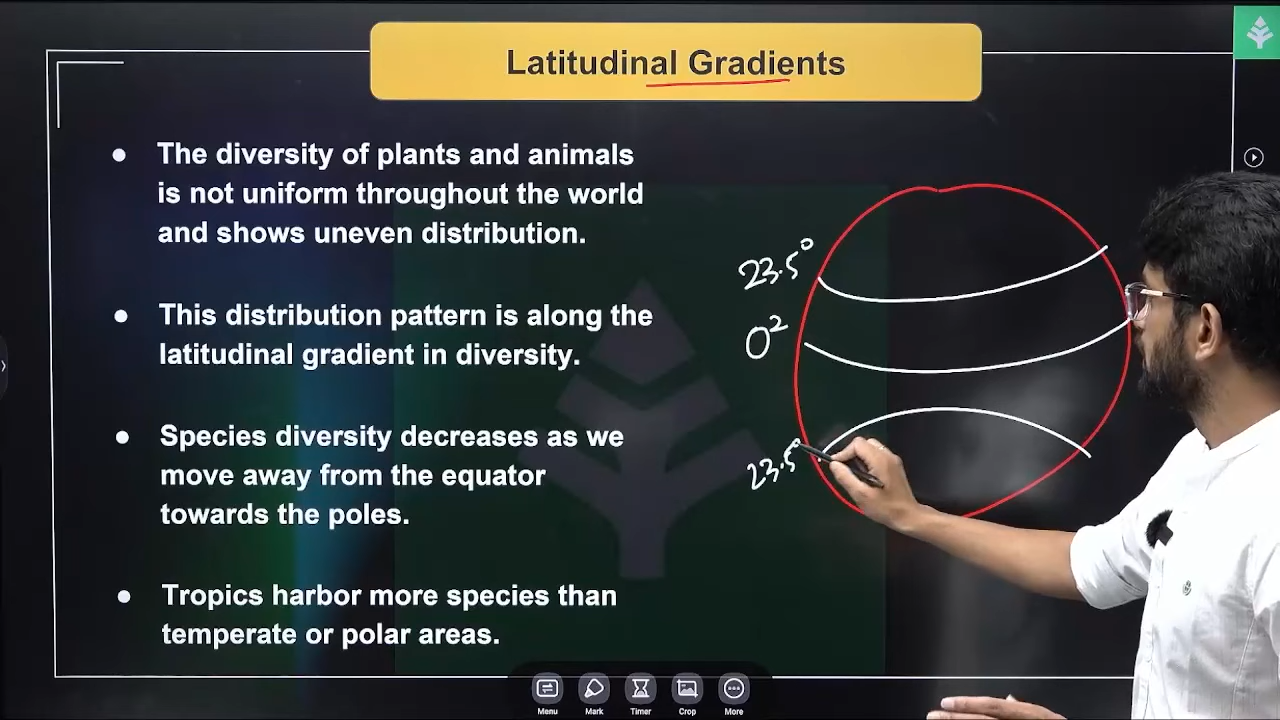 Latitudinal Gradients
● The diversity of plants and animals
is not uniform throughout the world
and shows uneven distribution.
● This distribution pattern is along the
latitudinal gradient in diversity.
● Species diversity decreases as we
move away from the equator
towards the poles.
● Tropics harbor more species than
temperate or polar areas.
23.5°
0²
23.5°
Menu
Mark
Timer
Crop
More